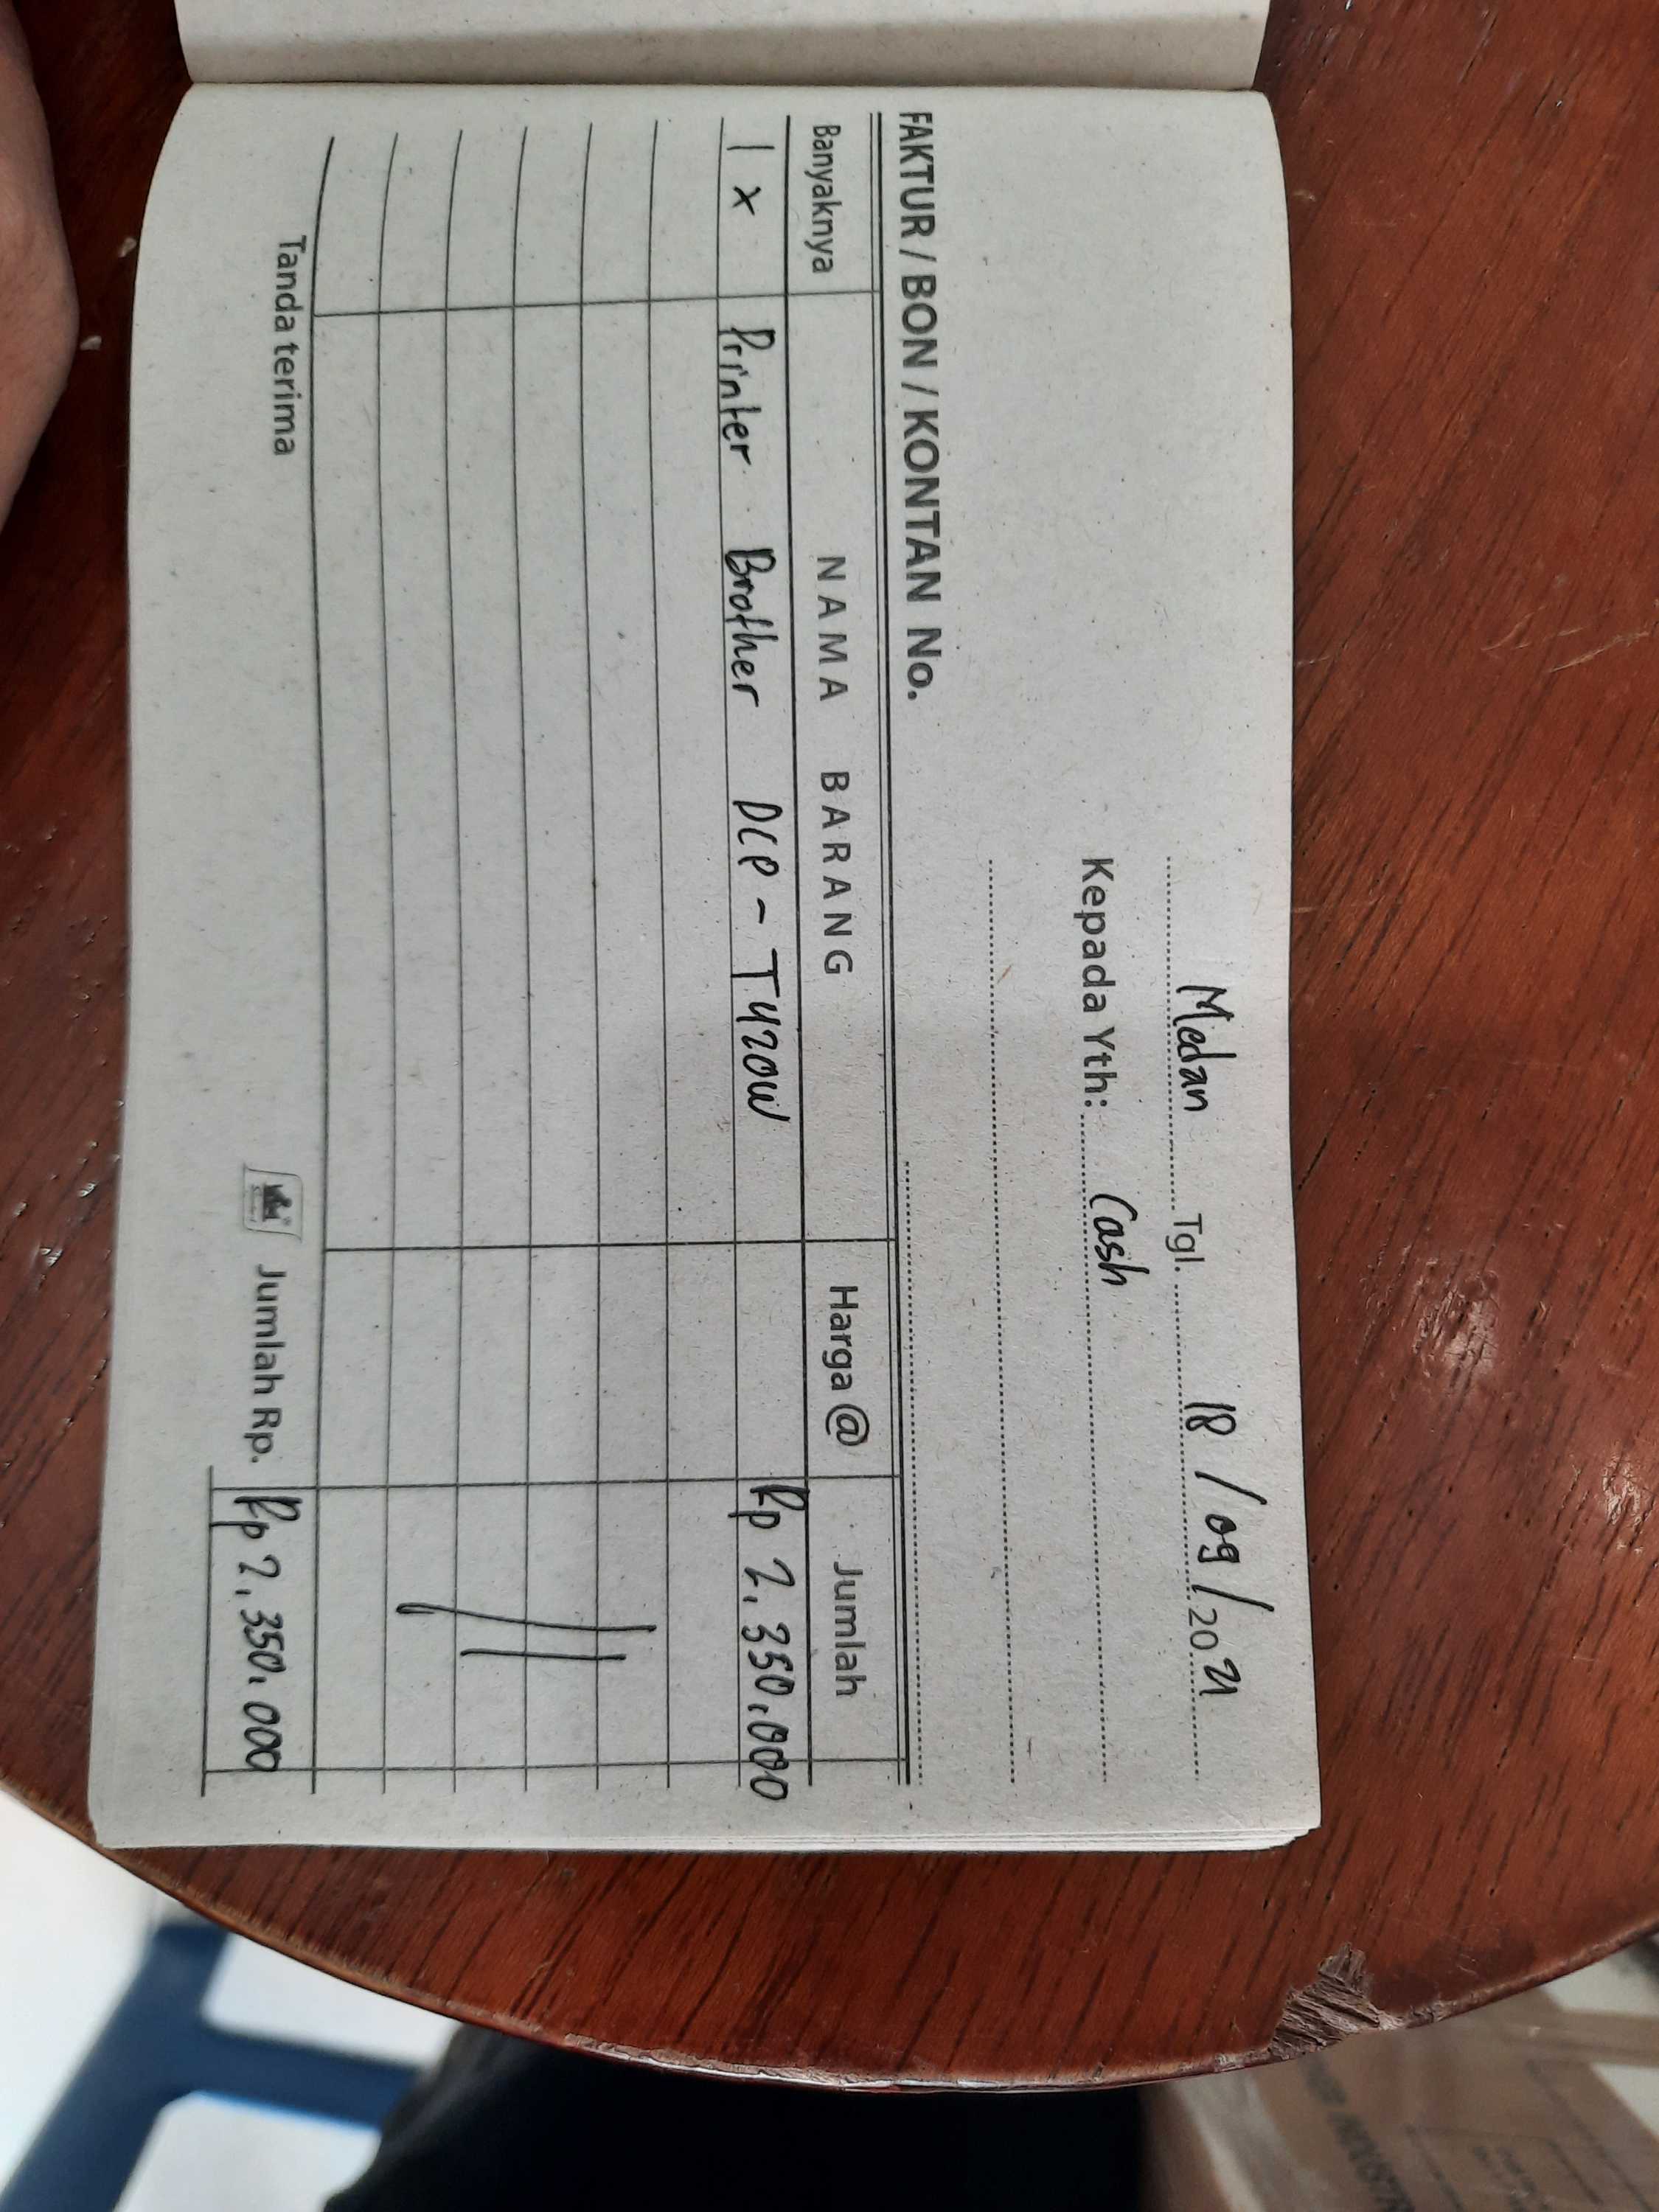 Medan Tgl. 18/09/2021
Kepada Yth: Cash
FAKTUR / BON / KONTAN No.
Banyaknya NAMA BARANG Harga @ Jumlah
1 x Printer Brother DCP - T420W Rp 2.350.000
Tanda terima Jumlah Rp. Rp 2.350.000